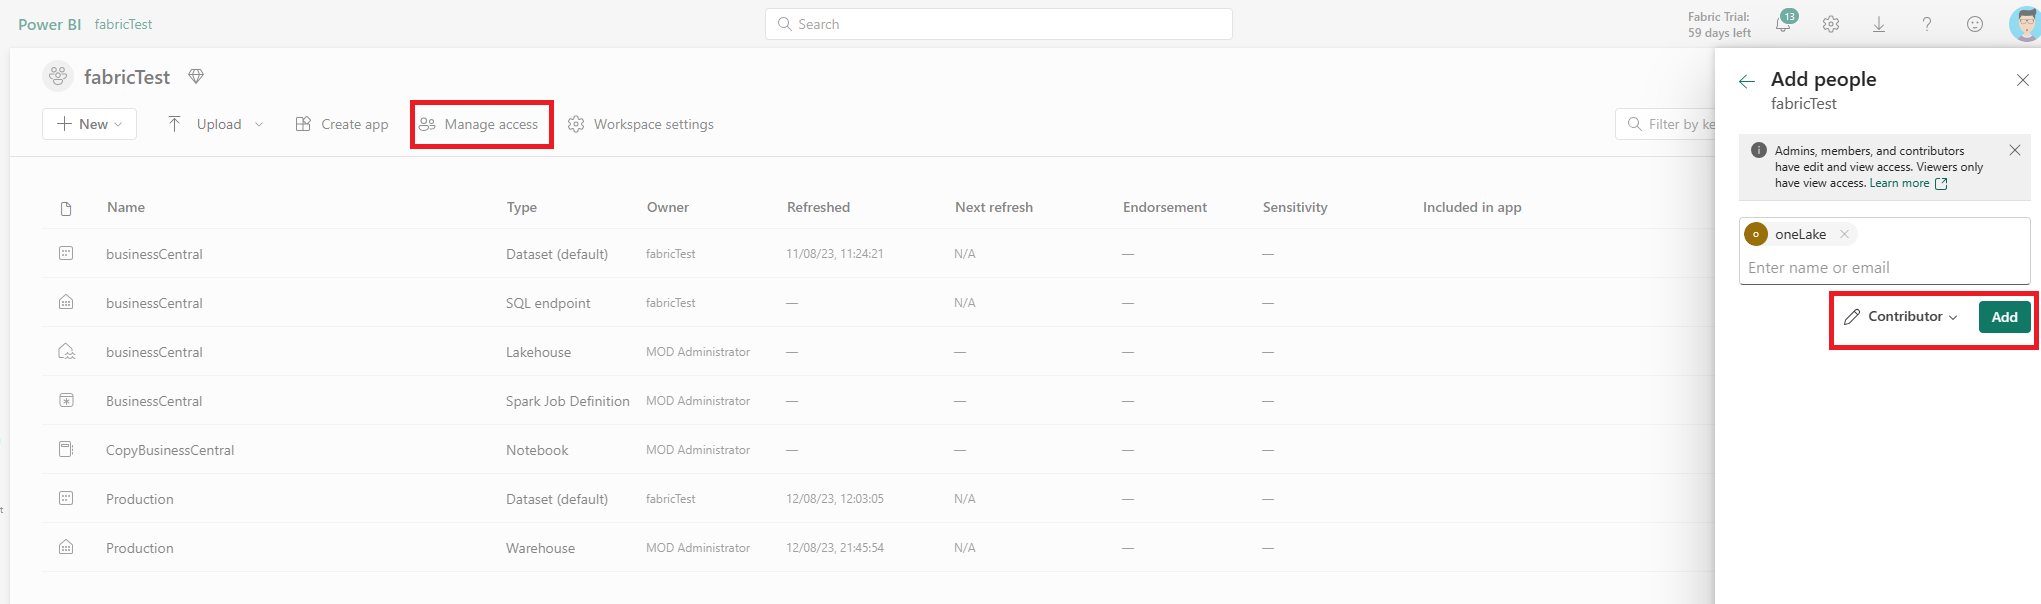 Power BI fabricTest
Search
Fabric Trial:
59 days left
13
fabricTest
New Upload Create app Manage access Workspace settings
Filter by ke
Name Type Owner Refreshed Next refresh Endorsement Sensitivity Included in app
businessCentral Dataset (default) fabricTest 11/08/23, 11:24:21 N/A — —
businessCentral SQL endpoint fabricTest — N/A — —
businessCentral Lakehouse MOD Administrator — — — —
BusinessCentral Spark Job Definition MOD Administrator — — — —
CopyBusinessCentral Notebook MOD Administrator — — — —
Production Dataset (default) fabricTest 12/08/23, 12:03:05 N/A — —
Production Warehouse MOD Administrator 12/08/23, 21:45:54 N/A — —
t
Add people
fabricTest
Admins, members, and contributors
have edit and view access. Viewers only
have view access. Learn more
o oneLake
Enter name or email
Contributor Add